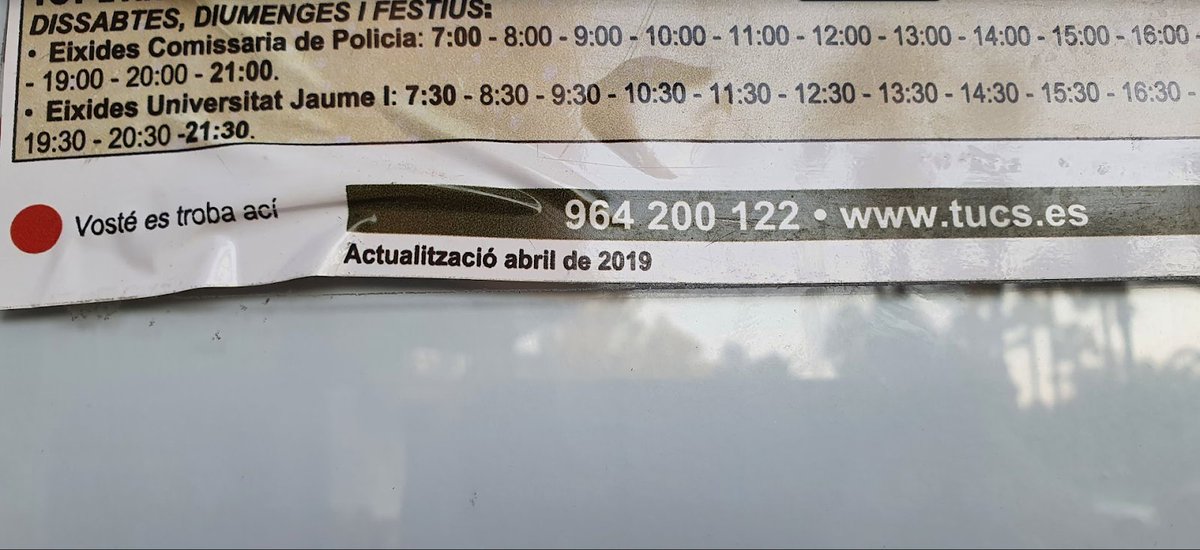 DISSABTES, DIUMENGES I FESTIUS:
• Eixides Comissaria de Policia: 7:00 - 8:00 - 9:00 - 10:00 - 11:00 - 12:00 - 13:00 - 14:00 - 15:00 - 16:00 -
- 19:00 - 20:00 - 21:00.
• Eixides Universitat Jaume I: 7:30 - 8:30 - 9:30 - 10:30 - 11:30 - 12:30 - 13:30 - 14:30 - 15:30 - 16:30 -
19:30 - 20:30 -21:30.
Vosté es troba ací
964 200 122 • www.tucs.es
Actualització abril de 2019